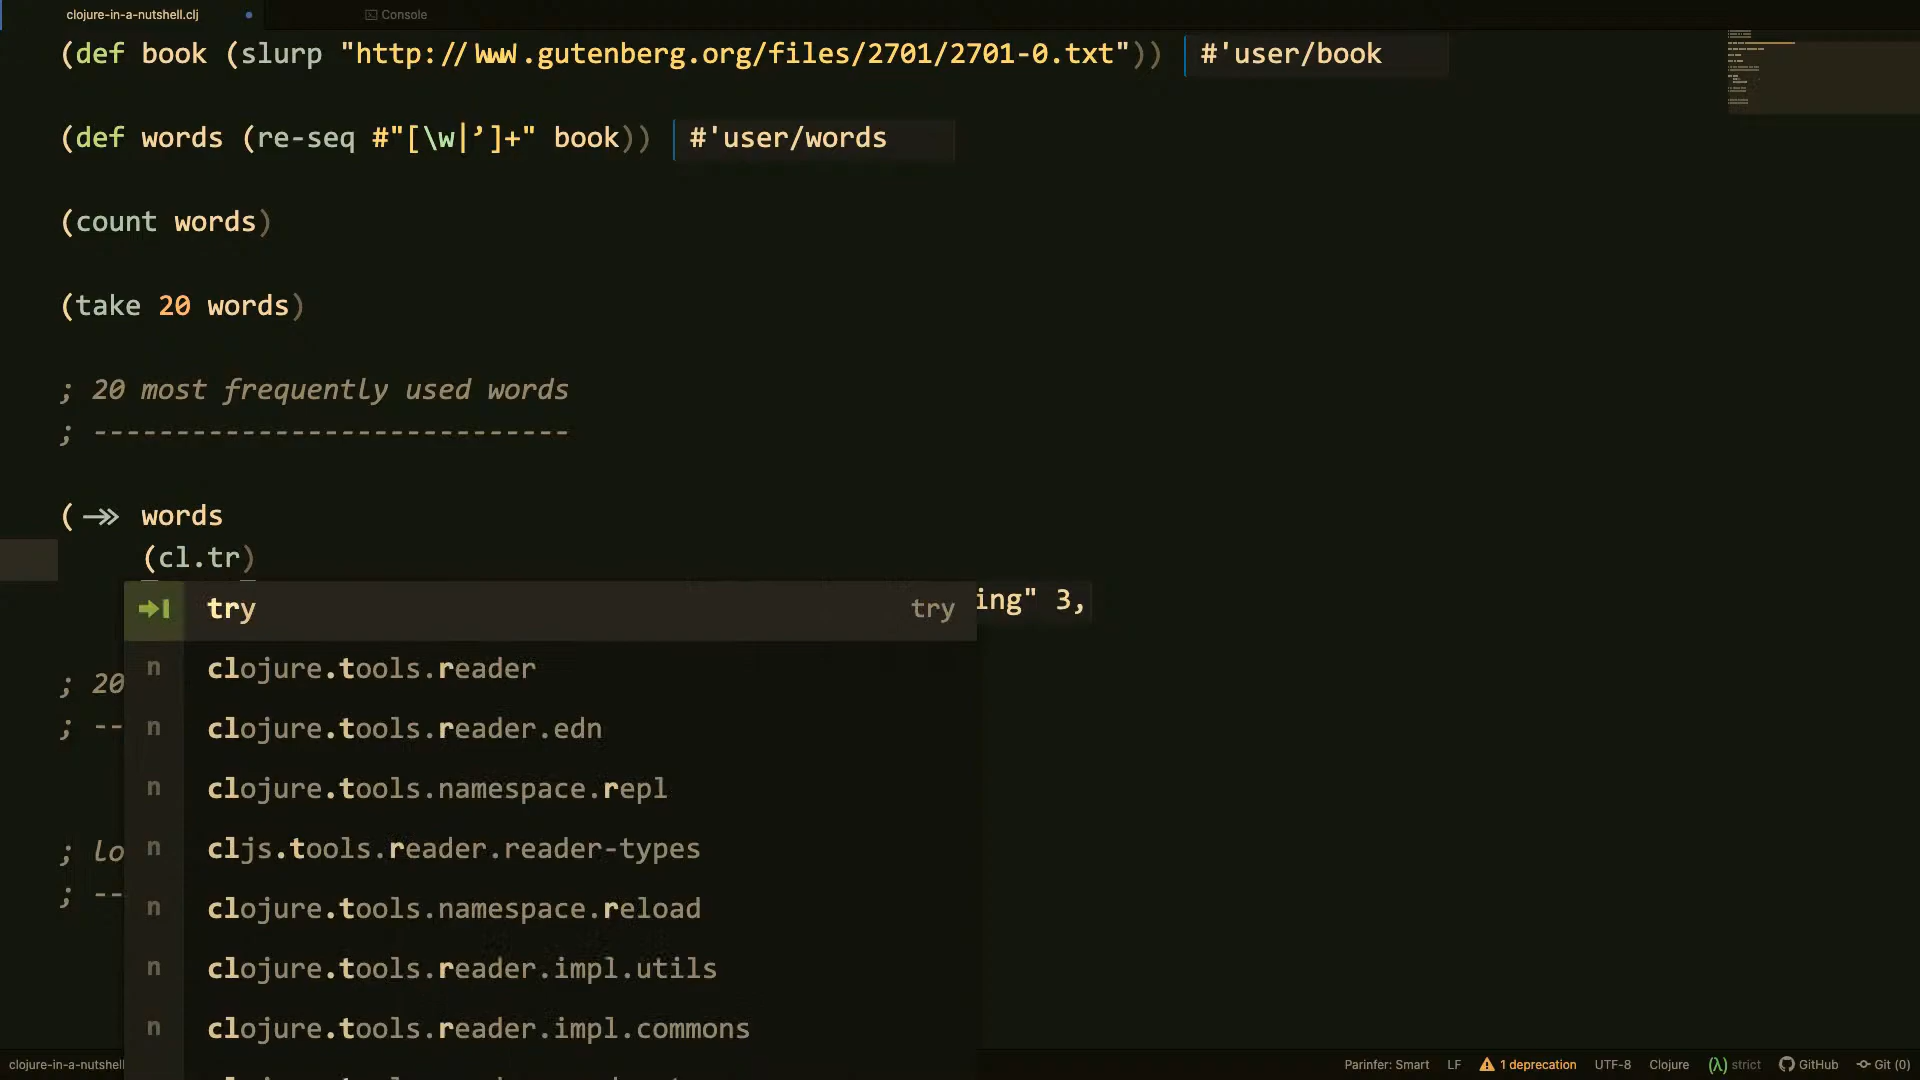 clojure-in-a-nutshell.clj
Console
(def book (slurp "http://www.gutenberg.org/files/2701/2701-0.txt")) #'user/book
(def words (re-seq #"[\w|’]+" book)) #'user/words
(count words)
(take 20 words)
; 20 most frequently used words
; -----------------------------
(->> words
(cl.tr)
ing" 3,
try try
n clojure.tools.reader
n clojure.tools.reader.edn
n clojure.tools.namespace.repl
n cljs.tools.reader.reader-types
n clojure.tools.namespace.reload
n clojure.tools.reader.impl.utils
n clojure.tools.reader.impl.commons
; 20
; --
; lo
; --
clojure-in-a-nutshell
Parinfer: Smart LF 1 deprecation UTF-8 Clojure (λ) strict GitHub Git (0)